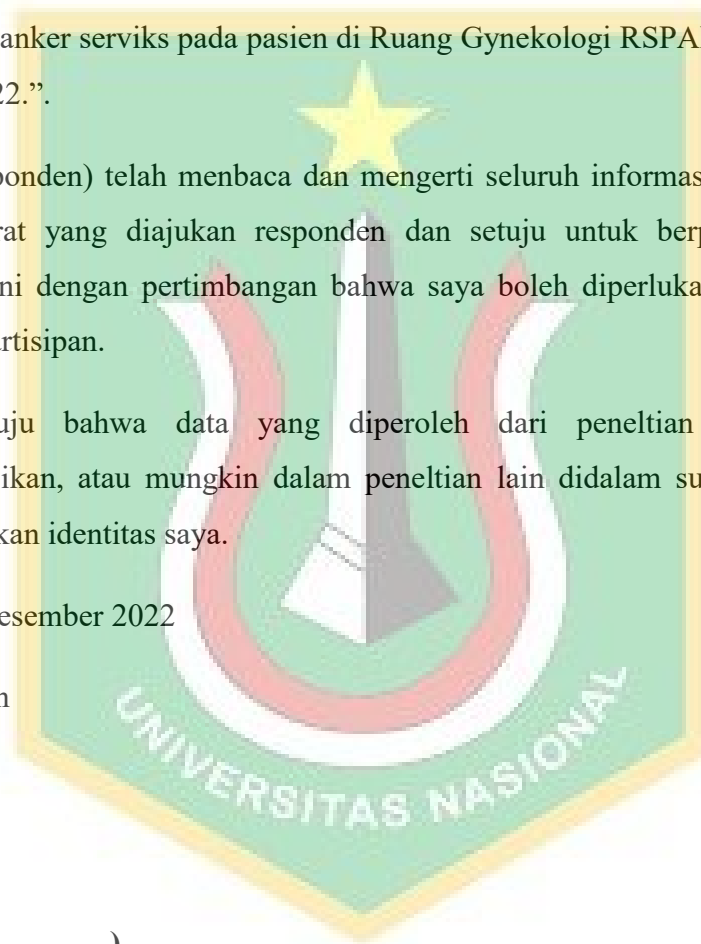 anker serviks pada pasien di Ruang Gynekologi RSPA
22.”.
ponden) telah menbaca dan mengerti seluruh informas
rat yang diajukan responden dan setuju untuk berp
ni dengan pertimbangan bahwa saya boleh diperluka
artisipan.
uju bahwa data yang diperoleh dari peneltian
ikan, atau mungkin dalam peneltian lain didalam su
kan identitas saya.
esember 2022
n
UNIVERSITAS NASIONAL
)